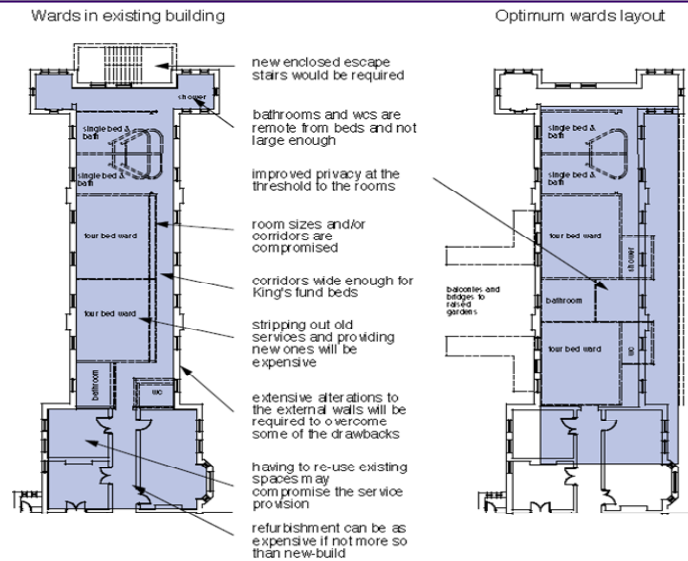 Wards in existing building
Optimum wards layout
new enclosed escape
stairs would be required
bathrooms and wcs are
remote from beds and not
large enough
improved privacy at the
threshold to the rooms
room sizes and/or
corridors are
compromised
corridors wide enough for
King's fund beds
stripping out old
services and providing
new ones will be
expensive
extensive alterations to
the external walls will be
required to overcome
some of the drawbacks
having to re-use existing
spaces may
compromise the service
provision
refurbishment can be as
expensive if not more so
than new-build
shower
single bed &
bath
single bed &
bath
four bed ward
four bed ward
bathroom
wc
single bed &
bath
single bed &
bath
four bed ward
shower
balconies and
bridges to
raised
gardens
bathroom
four bed ward
wc